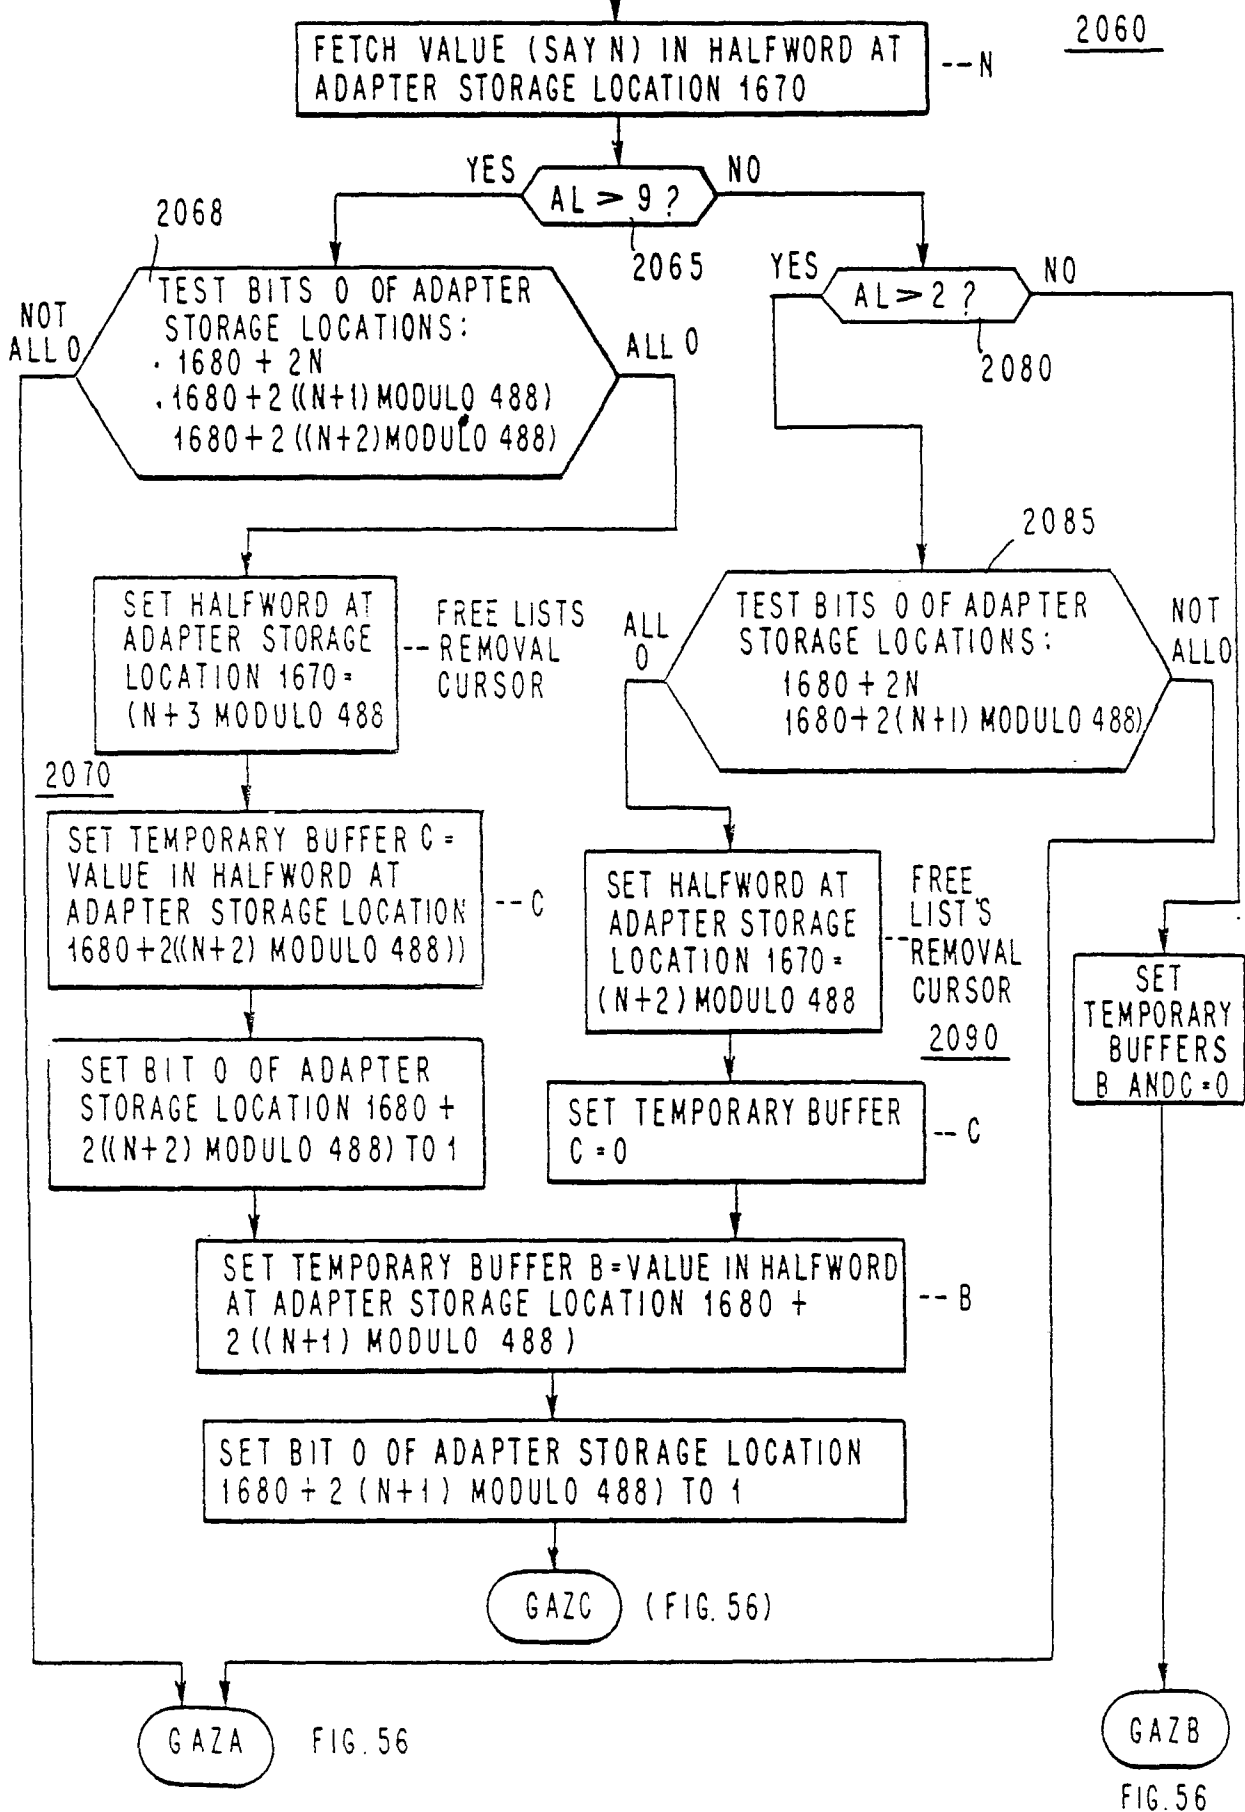 2060
FETCH VALUE (SAY N) IN HALFWORD AT
ADAPTER STORAGE LOCATION 1670
-- N
YES
AL > 9 ?
NO
2065
2068
TEST BITS 0 OF ADAPTER
STORAGE LOCATIONS:
. 1680 + 2N
. 1680+2((N+1) MODULO 488)
1680+2((N+2)MODULO 488)
NOT
ALL 0
ALL 0
YES
AL > 2 ?
NO
2080
SET HALFWORD AT
ADAPTER STORAGE
LOCATION 1670=
(N+3 MODULO 488
-- FREE LISTS
REMOVAL
CURSOR
2085
ALL
0
TEST BITS 0 OF ADAPTER
STORAGE LOCATIONS:
1680+2N
1680+2(N+1) MODULO 488)
NOT
ALL0
2070
SET TEMPORARY BUFFER C =
VALUE IN HALFWORD AT
ADAPTER STORAGE LOCATION
1680+2((N+2) MODULO 488))
-- C
SET HALFWORD AT
ADAPTER STORAGE
LOCATION 1670=
(N+2) MODULO 488
FREE
LIST'S
-- REMOVAL
CURSOR
2090
SET
TEMPORARY
BUFFERS
B ANDC=0
SET BIT 0 OF ADAPTER
STORAGE LOCATION 1680 +
2((N+2) MODULO 488) TO 1
SET TEMPORARY BUFFER
C = 0
-- C
SET TEMPORARY BUFFER B=VALUE IN HALFWORD
AT ADAPTER STORAGE LOCATION 1680 +
2((N+1) MODULO 488)
-- B
SET BIT 0 OF ADAPTER STORAGE LOCATION
1680+2 (N+1) MODULO 488) TO 1
GAZC
(FIG. 56)
GAZA
FIG. 56
GAZB
FIG. 56